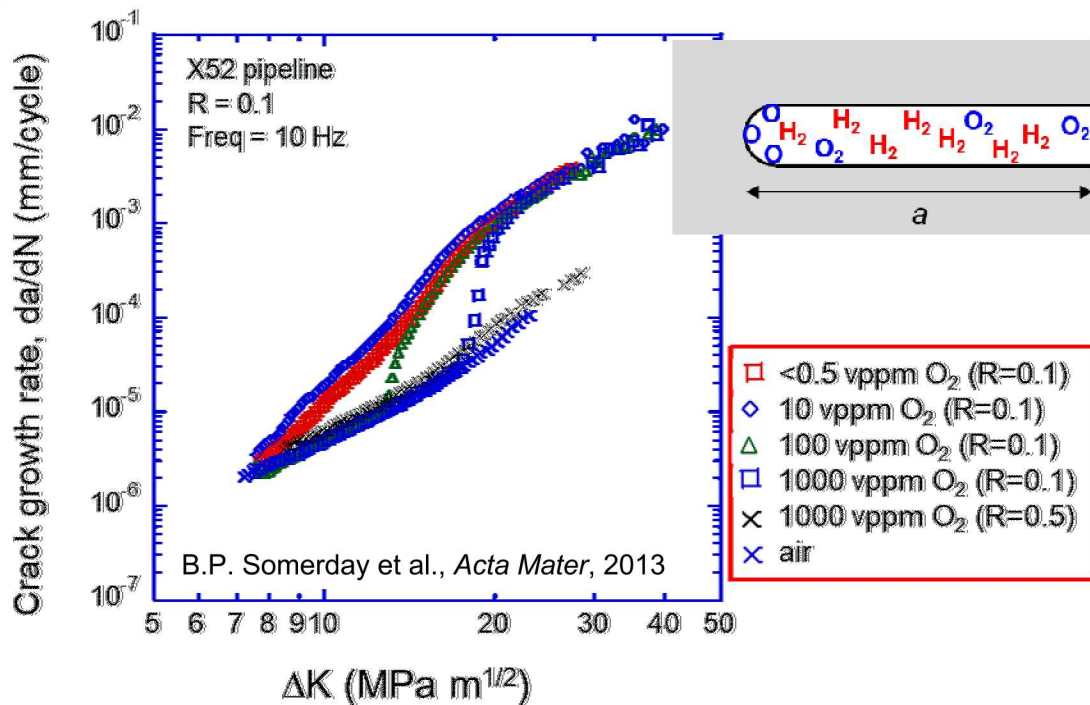 Crack growth rate, da/dN (mm/cycle)
10⁻¹
10⁻²
10⁻³
10⁻⁴
10⁻⁵
10⁻⁶
10⁻⁷
X52 pipeline
R = 0.1
Freq = 10 Hz
B.P. Somerday et al., Acta Mater, 2013
5 6 7 8 9 10 20 30 40 50
ΔK (MPa m¹/²)
O O O H₂ H₂ O₂ H₂ H₂ H₂ O₂ H₂ H₂ O₂
a
<0.5 vppm O₂ (R=0.1)
10 vppm O₂ (R=0.1)
100 vppm O₂ (R=0.1)
1000 vppm O₂ (R=0.1)
1000 vppm O₂ (R=0.5)
air